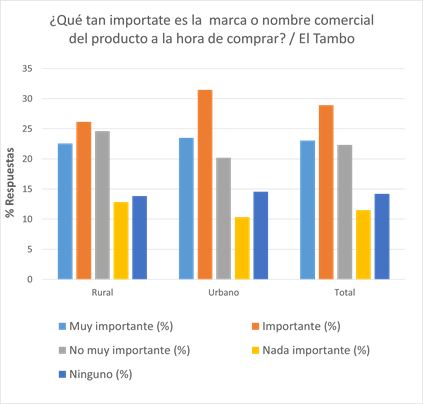 ¿Qué tan importate es la  marca o nombre comercial
del producto a la hora de comprar? / El Tambo
% Respuestas
35
30
25
20
15
10
5
0
Rural Urbano Total
Muy importante (%) Importante (%)
No muy importante (%) Nada importante (%)
Ninguno (%)